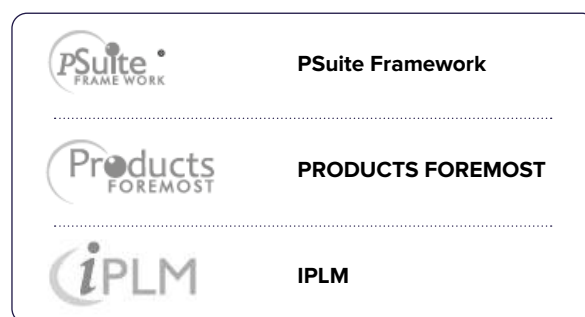 PSuite
FRAME WORK
PSuite Framework
Products
FOREMOST
PRODUCTS FOREMOST
iPLM
IPLM